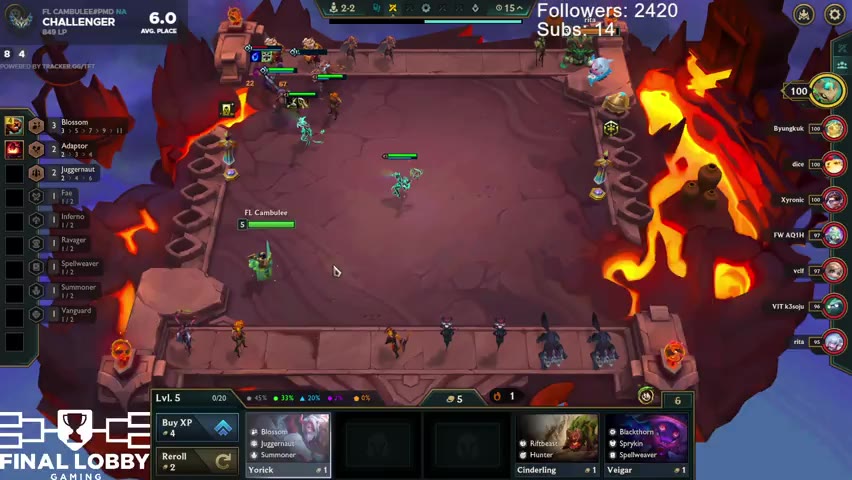 FL CAMBULEE#PMD NA
CHALLENGER
849 LP
6.0
AVG. PLACE
8 4
POWERED BY TRACKER.GG/TFT
2-2
15
Followers: 2420
Subs: 14
rita
3 Blossom
3 > 5 > 7 > 9 > 11
2 Adaptor
2 > 3 > 4
2 Juggernaut
2 > 4 > 6
1 Fae
1 / 2
1 Inferno
1 / 2
1 Ravager
1 / 2
1 Spellweaver
1 / 2
1 Summoner
1 / 2
1 Vanguard
1 / 2
22
67
100
Byungkuk 100
dice 100
Xyronic 100
FW AQ1H 97
vclf 97
VIT k3soju 96
rita 95
FL Cambulee
5
Lvl. 5
0/20
45% 33% 20% 2% 0%
5
1
6
Buy XP
4
Reroll
2
Blossom
Juggernaut
Summoner
Yorick 1
Riftbeast
Hunter
Cinderling 1
Blackthorn
Sprykin
Spellweaver
Veigar 1
FINAL LOBBY
GAMING